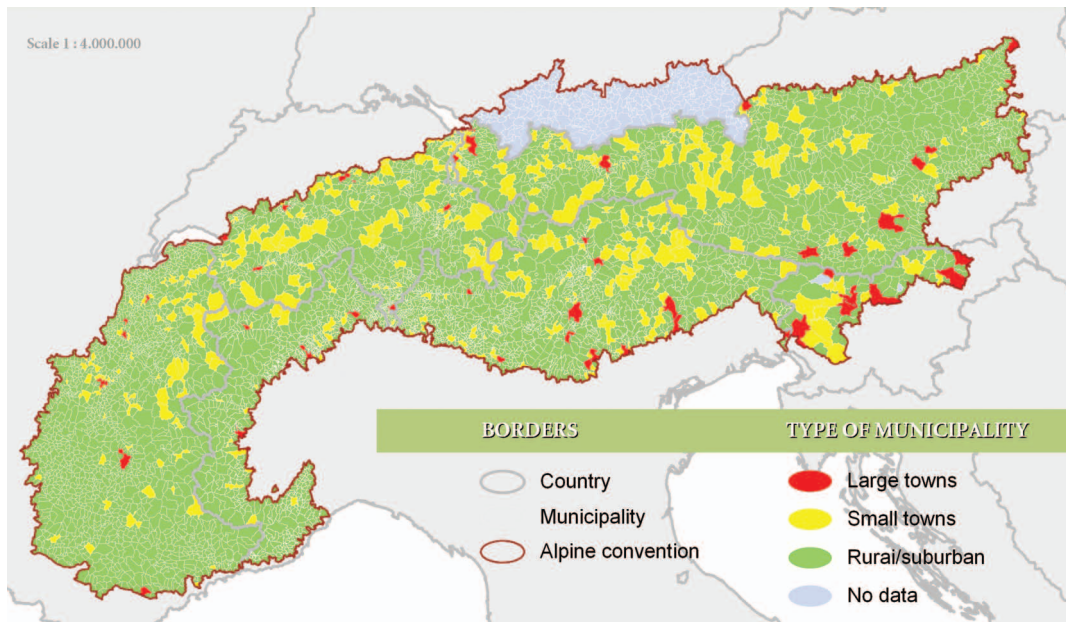 Scale 1 : 4.000.000
BORDERS
Country
Municipality
Alpine convention
TYPE OF MUNICIPALITY
Large towns
Small towns
Rurai/suburban
No data